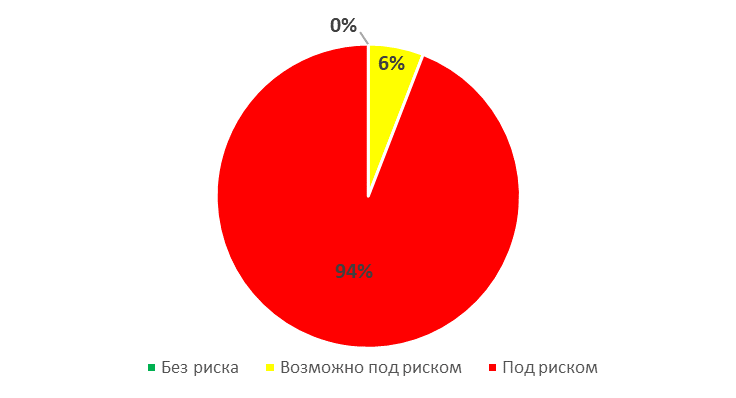 0%
6%
94%
Без риска
Возможно под риском
Под риском